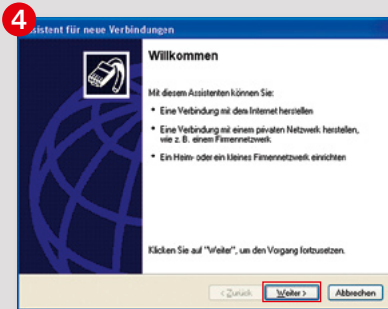 4
Assistent für neue Verbindungen
Willkommen
Mit diesem Assistenten können Sie:
• Eine Verbindung mit dem Internet herstellen
• Eine Verbindung mit einem privaten Netzwerk herstellen,
wie z. B. einem Firmennetzwerk
• Ein Heim- oder ein kleines Firmennetzwerk einrichten
Klicken Sie auf "Weiter", um den Vorgang fortzusetzen.
< Zurück Weiter > Abbrechen